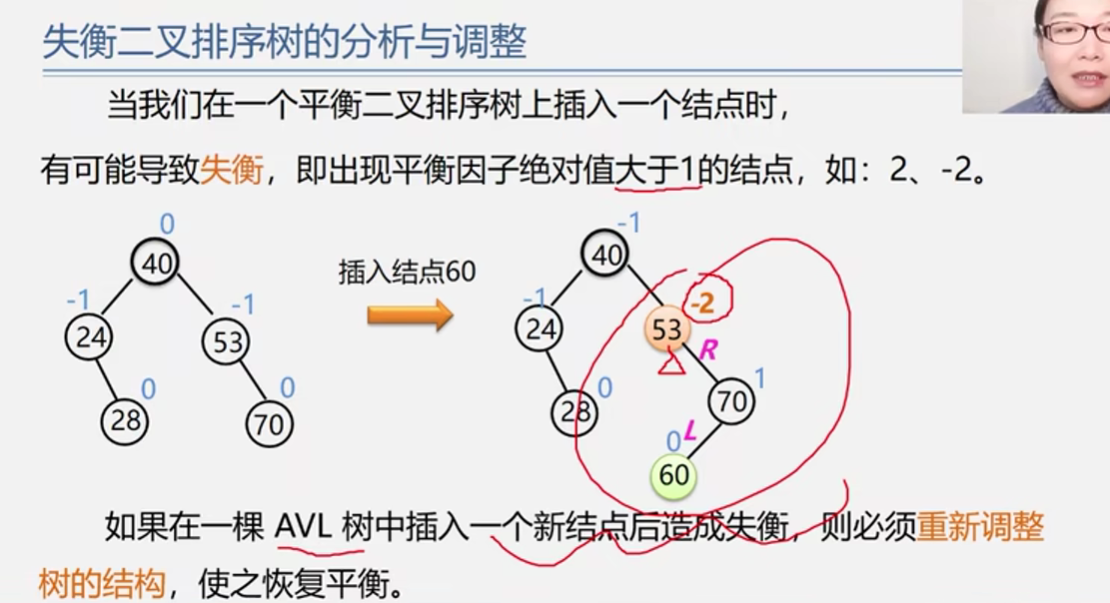 失衡二叉排序树的分析与调整
当我们在一个平衡二叉排序树上插入一个结点时，
有可能导致失衡，即出现平衡因子绝对值大于1的结点，如：2、-2。
0
40
-1
24
-1
53
0
28
0
70
插入结点60
-1
40
-1
24
-2
53
R
0
28
1
70
0
L
60
如果在一棵 AVL 树中插入一个新结点后造成失衡，则必须重新调整
树的结构，使之恢复平衡。